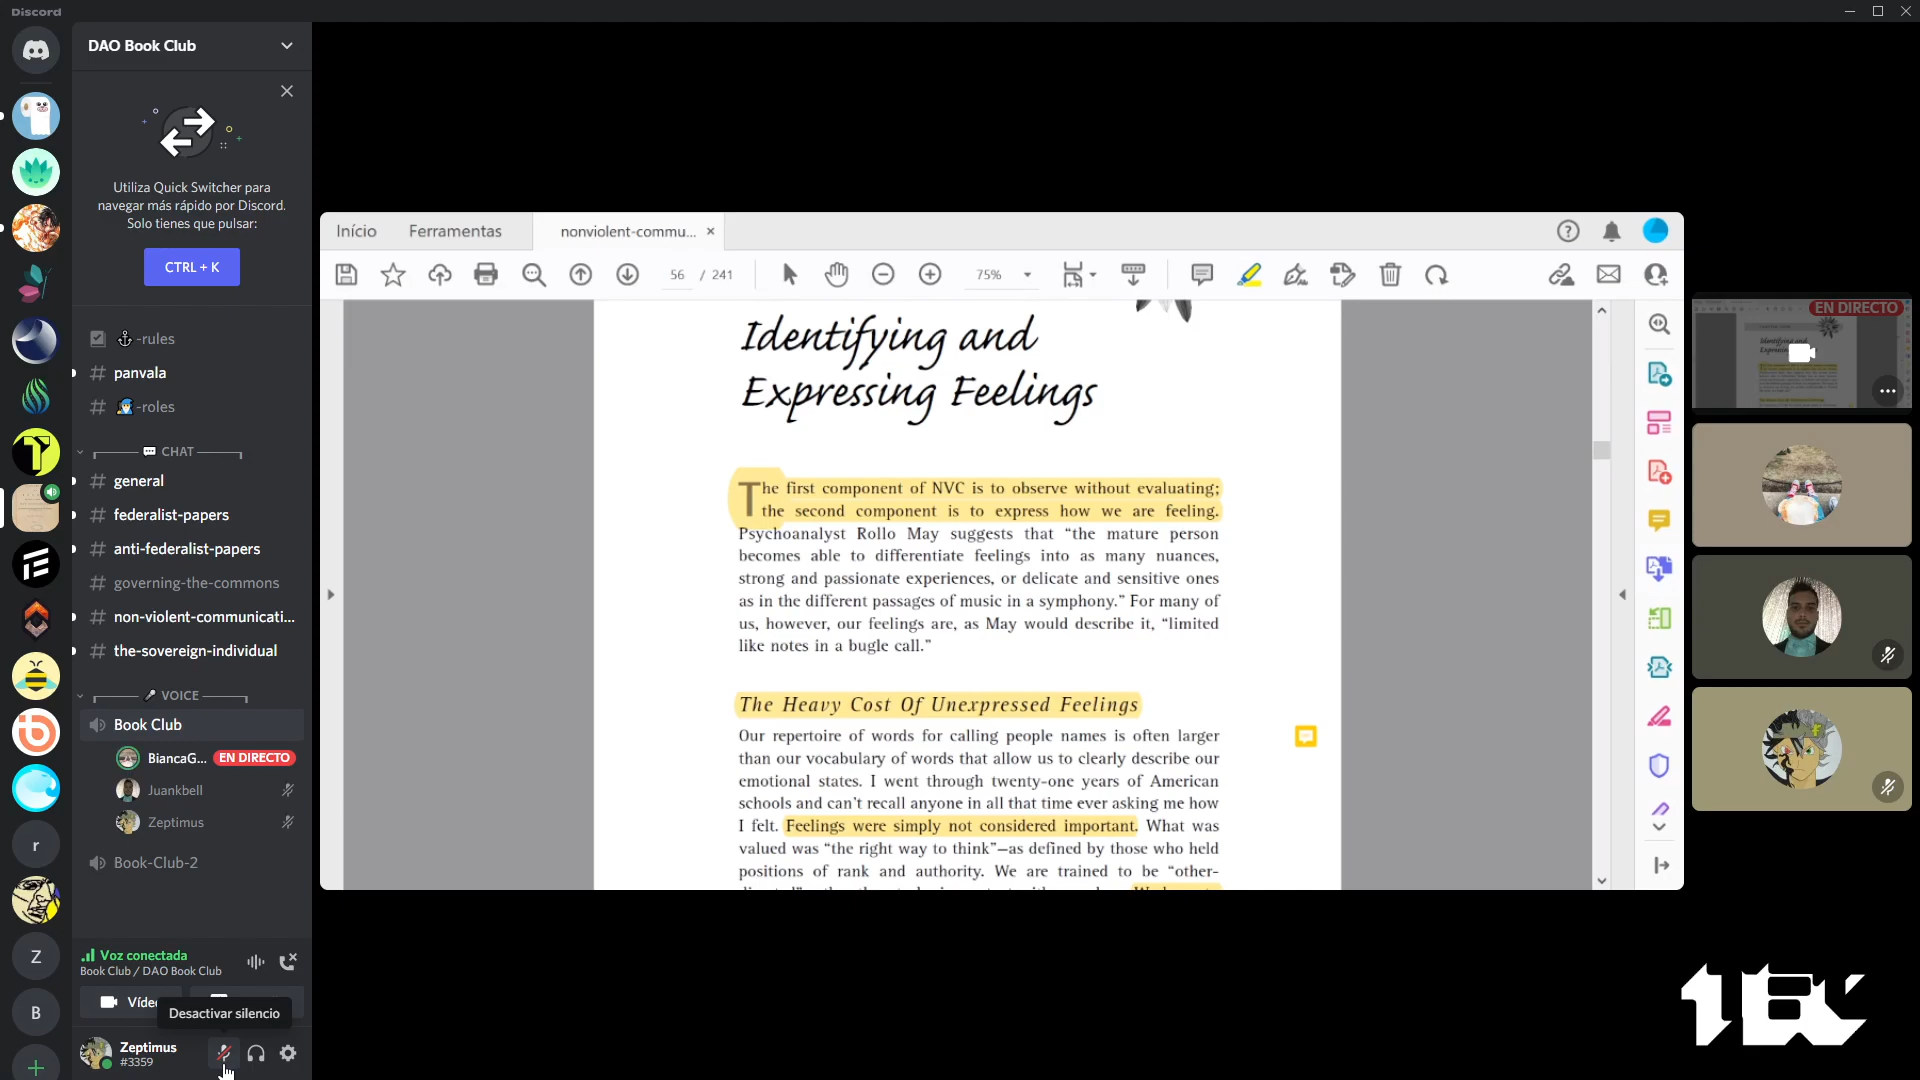 Discord
DAO Book Club
Utiliza Quick Switcher para
navegar más rápido por Discord.
Solo tienes que pulsar:
CTRL + K
-rules
panvala
-roles
CHAT
general
federalist-papers
anti-federalist-papers
governing-the-commons
non-violent-communicati...
the-sovereign-individual
VOICE
Book Club
BiancaG... EN DIRECTO
Juankbell
Zeptimus
Book-Club-2
Voz conectada
Book Club / DAO Book Club
Desactivar silencio
Zeptimus
#3359
r
Z
B
Início Ferramentas nonviolent-commu...
56 / 241 75%
Identifying and
Expressing Feelings
The first component of NVC is to observe without evaluating;
the second component is to express how we are feeling.
Psychoanalyst Rollo May suggests that “the mature person
becomes able to differentiate feelings into as many nuances,
strong and passionate experiences, or delicate and sensitive ones
as in the different passages of music in a symphony.” For many of
us, however, our feelings are, as May would describe it, “limited
like notes in a bugle call.”
The Heavy Cost Of Unexpressed Feelings
Our repertoire of words for calling people names is often larger
than our vocabulary of words that allow us to clearly describe our
emotional states. I went through twenty-one years of American
schools and can’t recall anyone in all that time ever asking me how
I felt. Feelings were simply not considered important. What was
valued was “the right way to think”—as defined by those who held
positions of rank and authority. We are trained to be “other-
EN DIRECTO